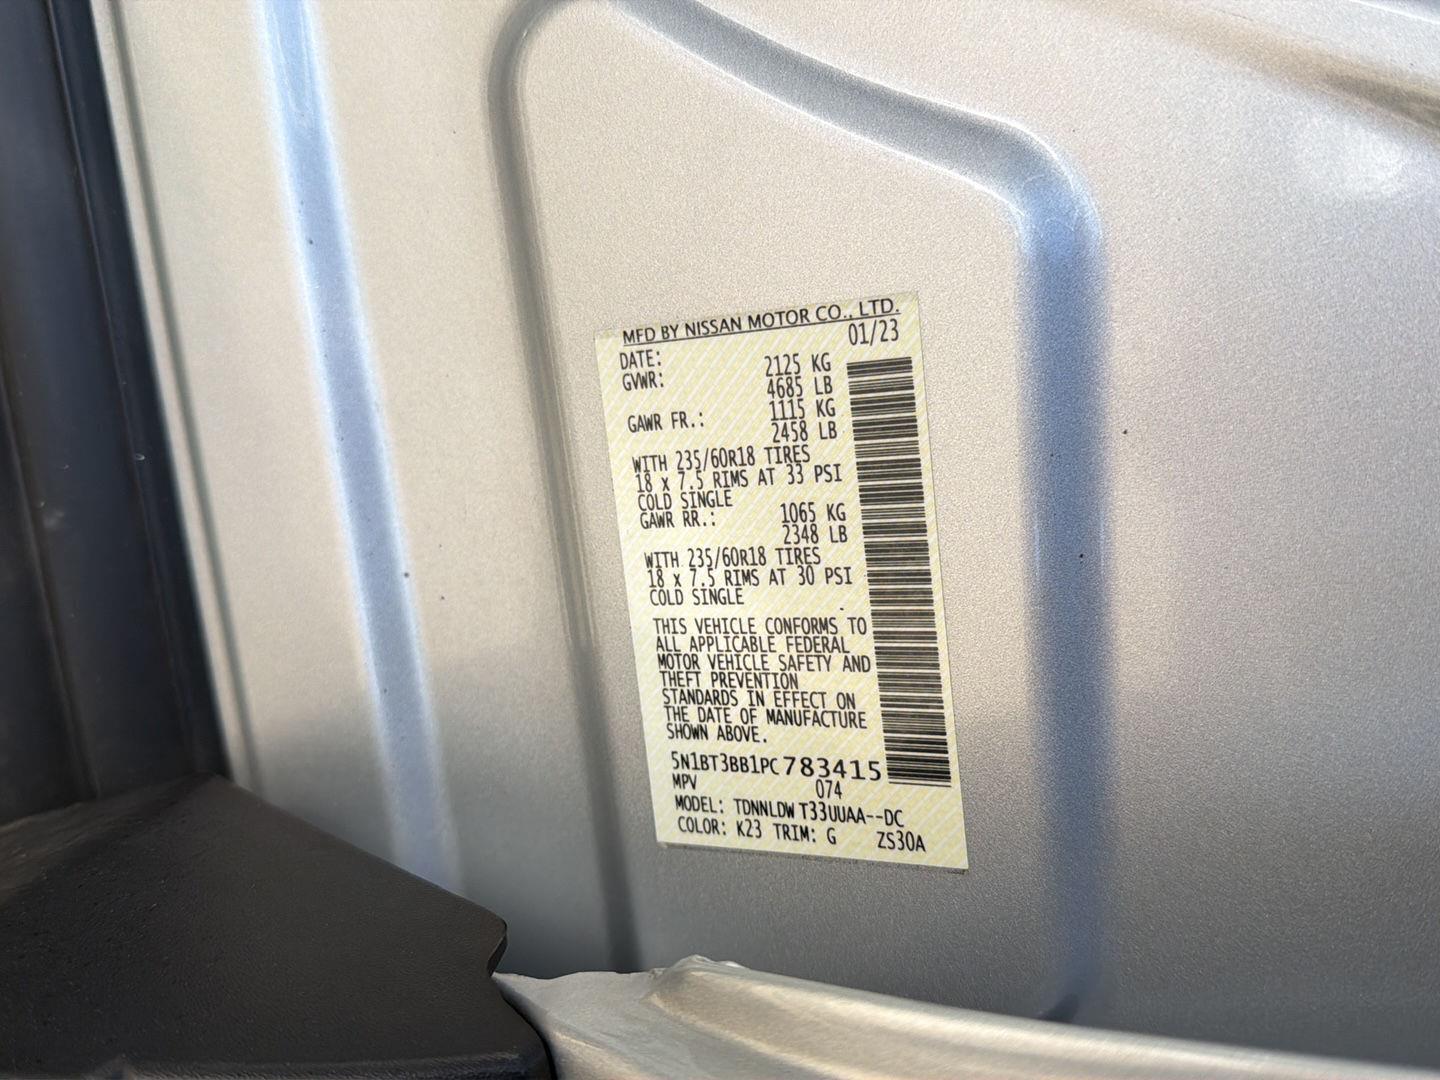 MFD BY NISSAN MOTOR CO., LTD.
DATE: 01/23
GVWR: 2125 KG
4685 LB
GAWR FR.: 1115 KG
2458 LB
WITH 235/60R18 TIRES
18 x 7.5 RIMS AT 33 PSI
COLD SINGLE
GAWR RR.: 1065 KG
2348 LB
WITH 235/60R18 TIRES
18 x 7.5 RIMS AT 30 PSI
COLD SINGLE
THIS VEHICLE CONFORMS TO
ALL APPLICABLE FEDERAL
MOTOR VEHICLE SAFETY AND
THEFT PREVENTION
STANDARDS IN EFFECT ON
THE DATE OF MANUFACTURE
SHOWN ABOVE.
5N1BT3BB1PC783415
MPV 074
MODEL: TDNNLDWT33UUAA--DC
COLOR: K23 TRIM: G ZS30A